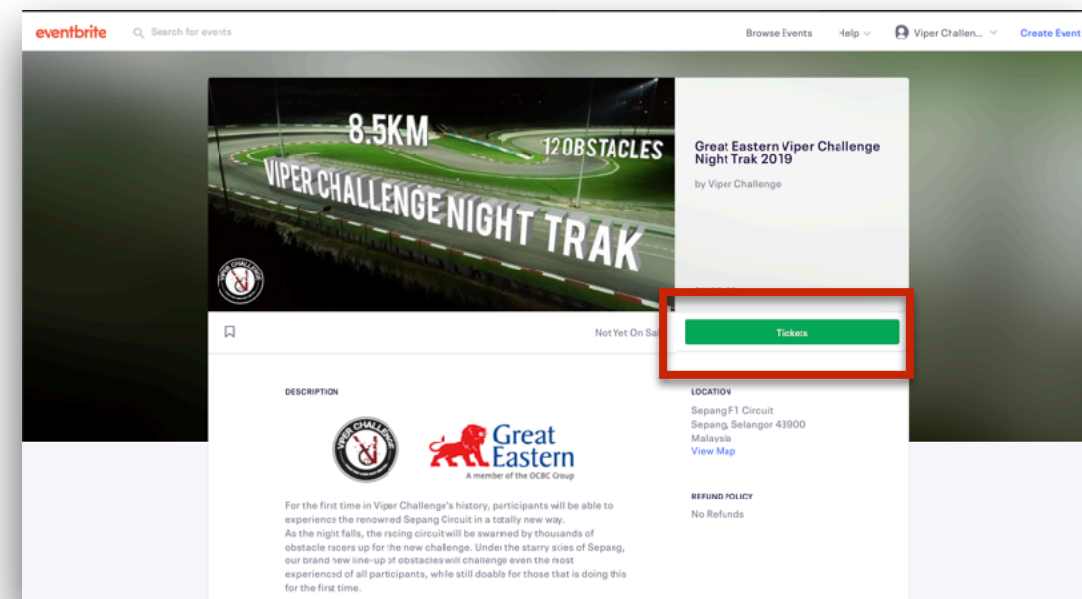 eventbrite
Search for events
Browse Events
Help
Viper Challen...
Create Event
8.5KM
12 OBSTACLES
VIPER CHALLENGE NIGHT TRAK
Great Eastern Viper Challenge
Night Trak 2019
by Viper Challenge
VIPER CHALLENGE
Not Yet On Sal
Tickets
DESCRIPTION
VIPER CHALLENGE
Great
Eastern
A member of the OCBC Group
LOCATION
Sepang F1 Circuit
Sepang, Selangor 43900
Malaysia
View Map
REFUND POLICY
No Refunds
For the first time in Viper Challenge's history, participants will be able to
experience the renowned Sepang Circuit in a totally new way.
As the night falls, the racing circuit will be swarmed by thousands of
obstacle racers up for the new challenge. Under the starry skies of Sepang,
our brand new line-up of obstacles will challenge even the most
experienced of all participants, while still doable for those that is doing this
for the first time.